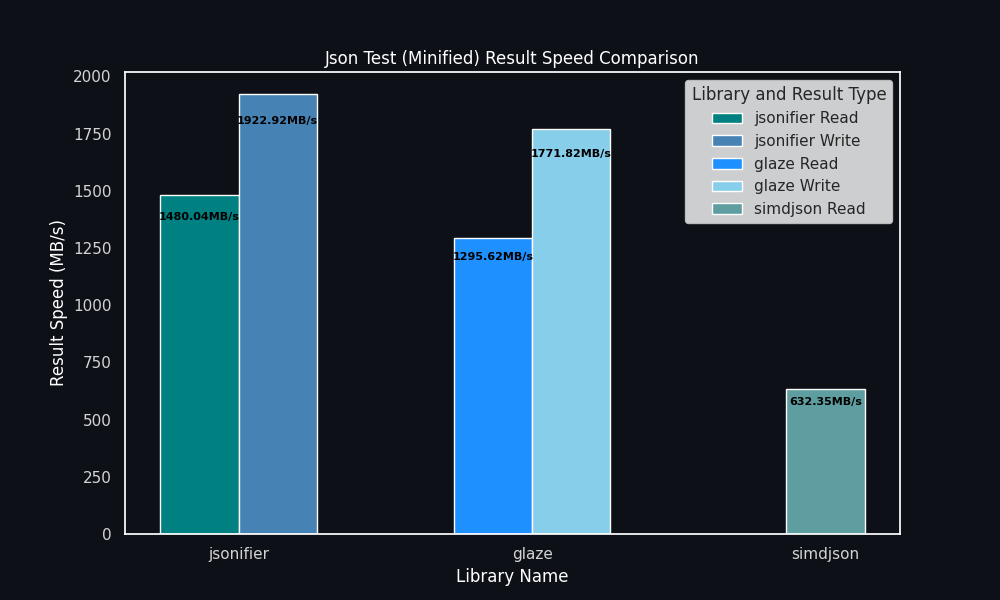 Json Test (Minified) Result Speed Comparison
2000
1750
1500
1250
1000
750
500
250
0
Result Speed (MB/s)
1480.04MB/s
1922.92MB/s
1295.62MB/s
1771.82MB/s
632.35MB/s
Library and Result Type
jsonifier Read
jsonifier Write
glaze Read
glaze Write
simdjson Read
jsonifier
glaze
simdjson
Library Name